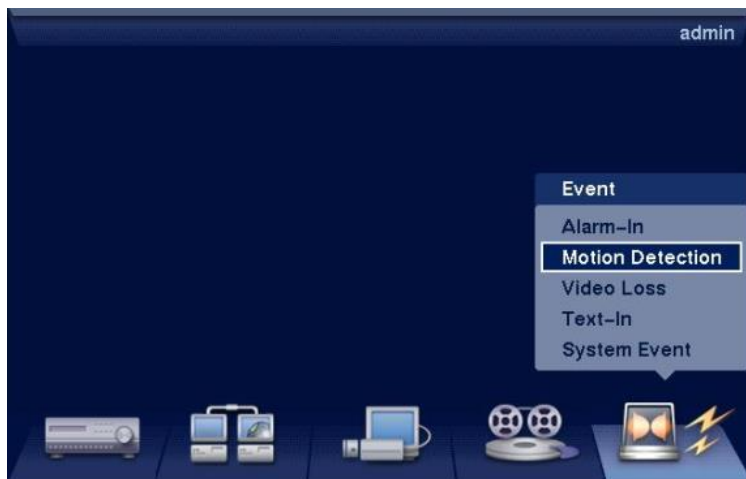 admin
Event
Alarm-In
Motion Detection
Video Loss
Text-In
System Event